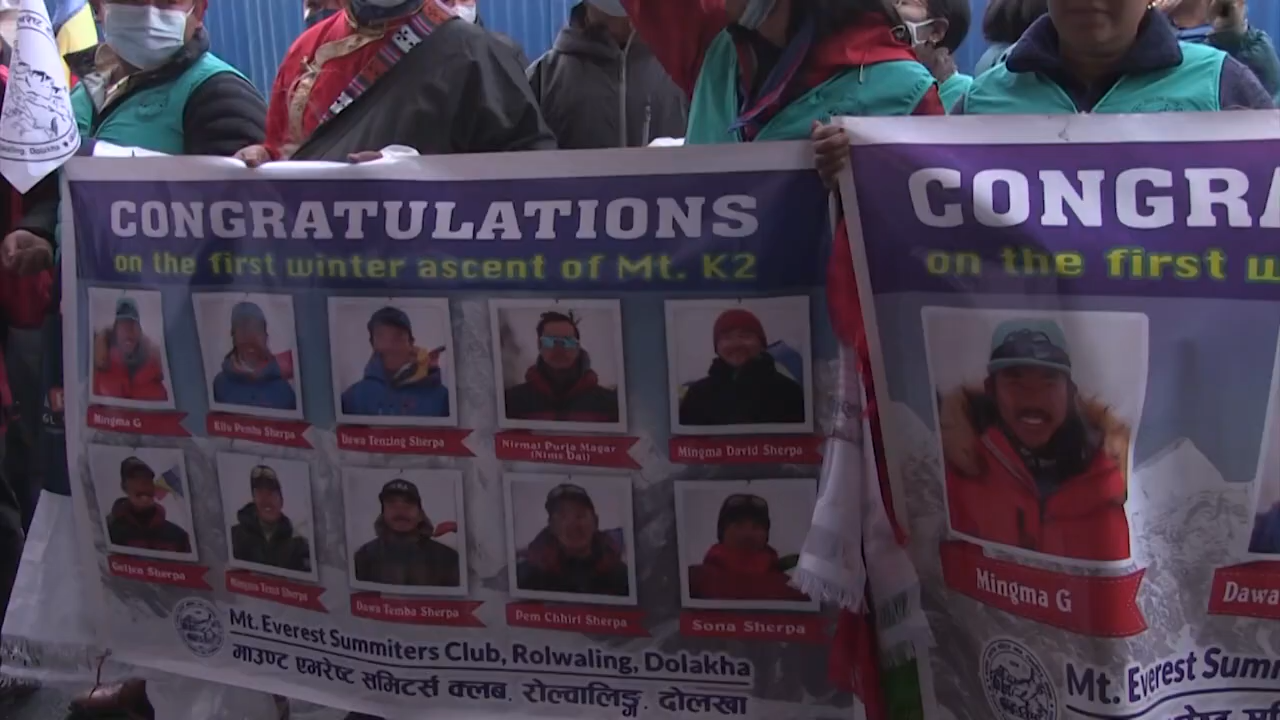 CONGRATULATIONS
on the first winter ascent of Mt. K2
Mingma G
Kilu Pemba Sherpa
Dawa Tenzing Sherpa
Nirmal Purja Magar
(Nims Dai)
Mingma David Sherpa
Geljen Sherpa
Mingma Tenzi Sherpa
Dawa Temba Sherpa
Pem Chhiri Sherpa
Sona Sherpa
Mt. Everest Summiters Club, Rolwaling, Dolakha
माउण्ट एभरेष्ट समिटर्स क्लब. रोल्वालिङ्ग. दोलखा
CONGRA
on the first w
Mingma G
Dawa
Mt. Everest Summi
Rolwaling, Dolakha